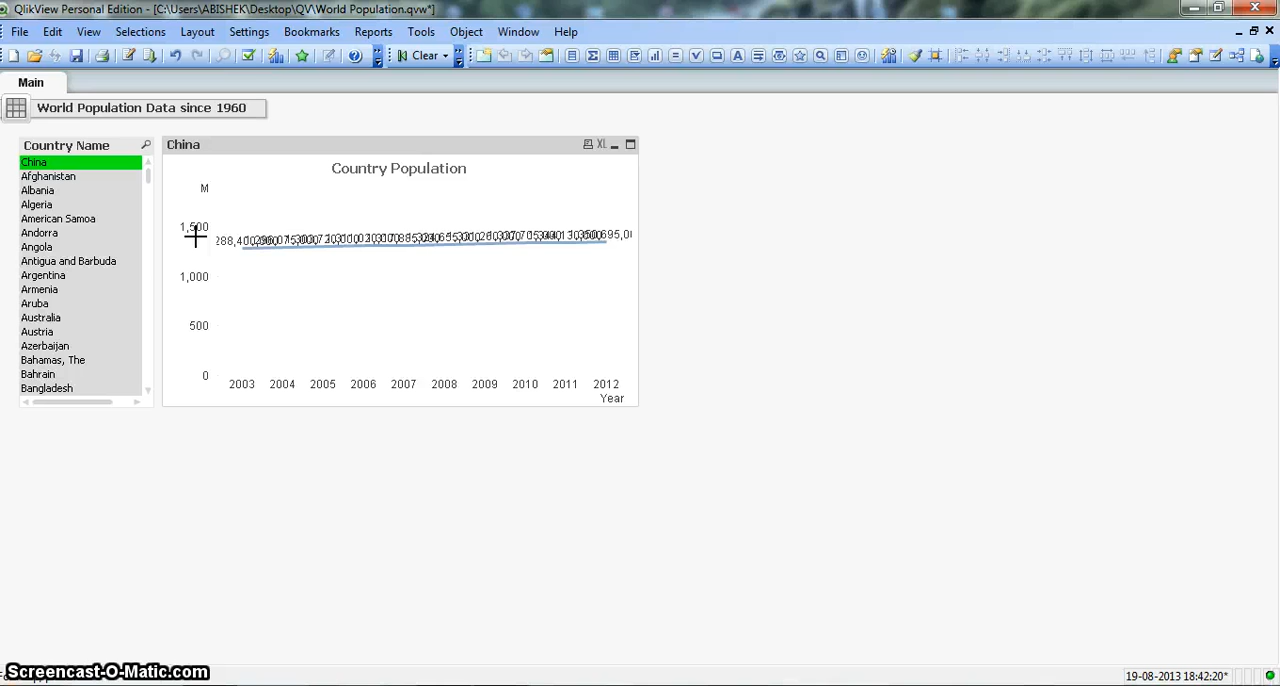 QlikView Personal Edition - [C:\Users\ABISHEK\Desktop\QV\World Population.qvw*]
File Edit View Selections Layout Settings Bookmarks Reports Tools Object Window Help
Clear
Main
World Population Data since 1960
Country Name
China
Afghanistan
Albania
Algeria
American Samoa
Andorra
Angola
Antigua and Barbuda
Argentina
Armenia
Aruba
Australia
Austria
Azerbaijan
Bahamas, The
Bahrain
Bangladesh
China
XL
Country Population
M
1,500
1,000
500
0
2003 2004 2005 2006 2007 2008 2009 2010 2011 2012
Year
Screencast-O-Matic.com
19-08-2013 18:42:20*